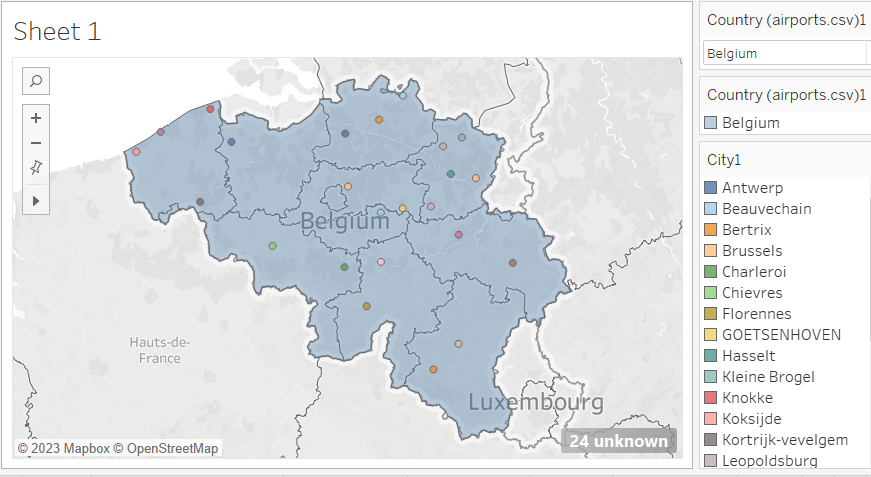 Sheet 1
Belgium
Hauts-de-
France
Luxembourg
24 unknown
© 2023 Mapbox © OpenStreetMap
Country (airports.csv)1
Belgium
Country (airports.csv)1
Belgium
City1
Antwerp
Beauvechain
Bertrix
Brussels
Charleroi
Chievres
Florennes
GOETSENHOVEN
Hasselt
Kleine Brogel
Knokke
Koksijde
Kortrijk-vevelgem
Leopoldsburg